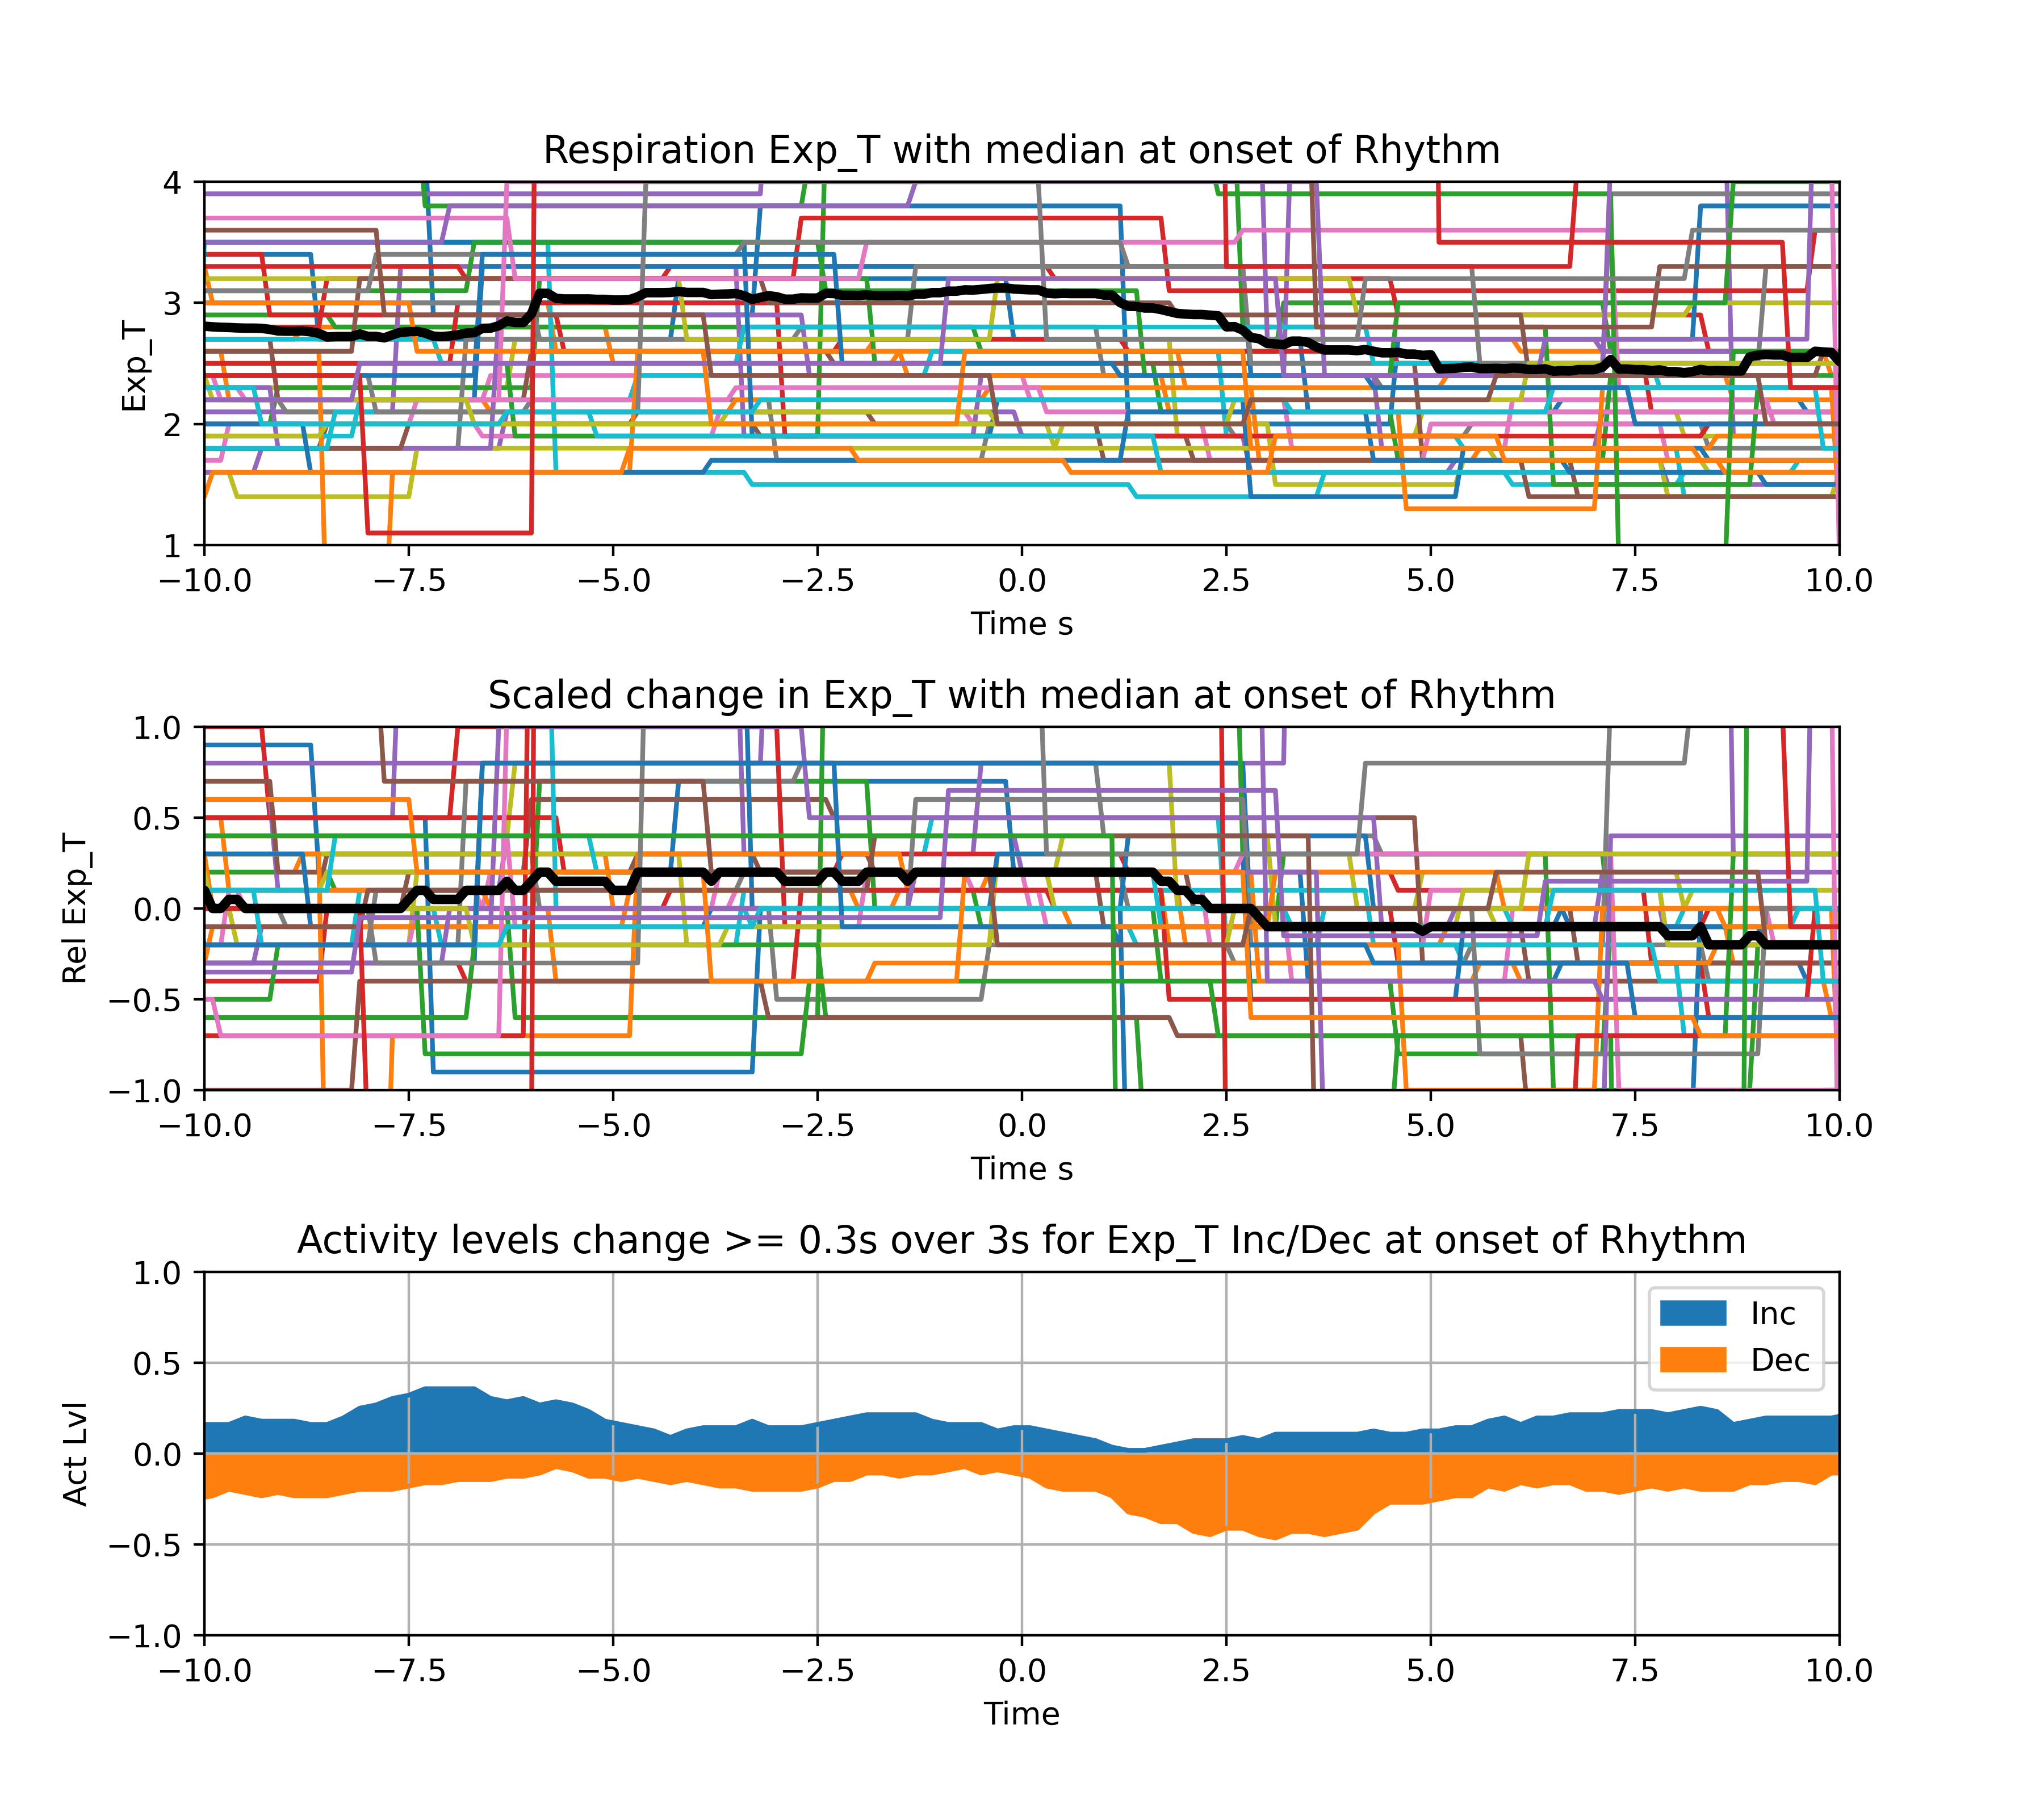 Respiration Exp_T with median at onset of Rhythm
4
3
2
1
Exp_T
−10.0 −7.5 −5.0 −2.5 0.0 2.5 5.0 7.5 10.0
Time s
Scaled change in Exp_T with median at onset of Rhythm
1.0
0.5
0.0
−0.5
−1.0
Rel Exp_T
−10.0 −7.5 −5.0 −2.5 0.0 2.5 5.0 7.5 10.0
Time s
Activity levels change >= 0.3s over 3s for Exp_T Inc/Dec at onset of Rhythm
1.0
0.5
0.0
−0.5
−1.0
Act Lvl
Inc
Dec
−10.0 −7.5 −5.0 −2.5 0.0 2.5 5.0 7.5 10.0
Time